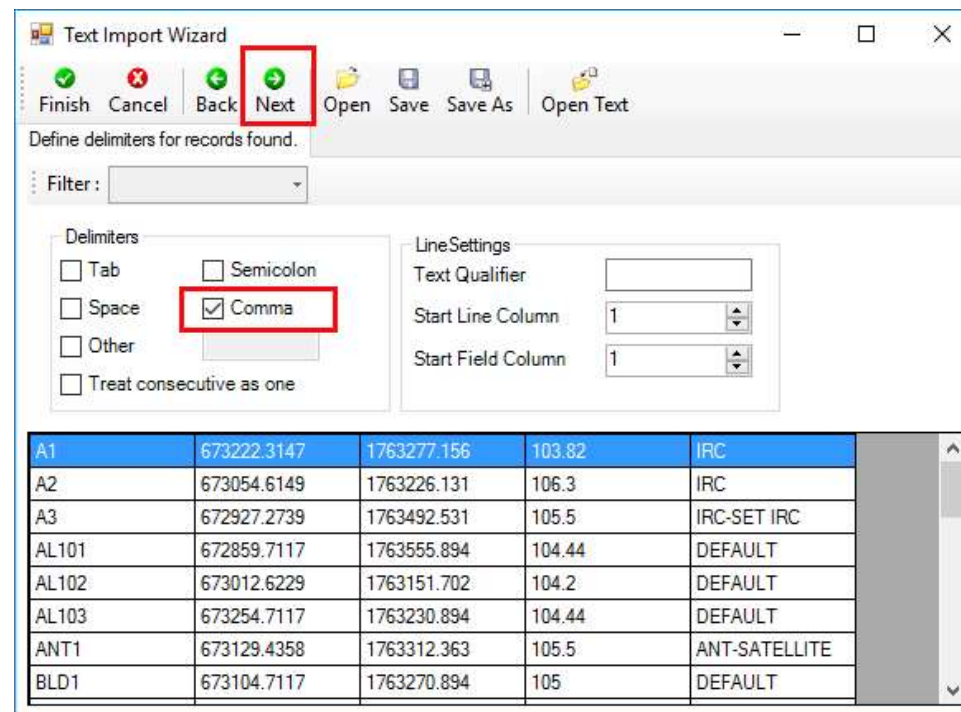 Text Import Wizard
Finish Cancel Back Next Open Save Save As Open Text
Define delimiters for records found.
Filter :
Delimiters
Tab Semicolon
Space Comma
Other
Treat consecutive as one
LineSettings
Text Qualifier
Start Line Column 1
Start Field Column 1
A1 673222.3147 1763277.156 103.82 IRC
A2 673054.6149 1763226.131 106.3 IRC
A3 672927.2739 1763492.531 105.5 IRC-SET IRC
AL101 672859.7117 1763555.894 104.44 DEFAULT
AL102 673012.6229 1763151.702 104.2 DEFAULT
AL103 673254.7117 1763230.894 104.44 DEFAULT
ANT1 673129.4358 1763312.363 105.5 ANT-SATELLITE
BLD1 673104.7117 1763270.894 105 DEFAULT